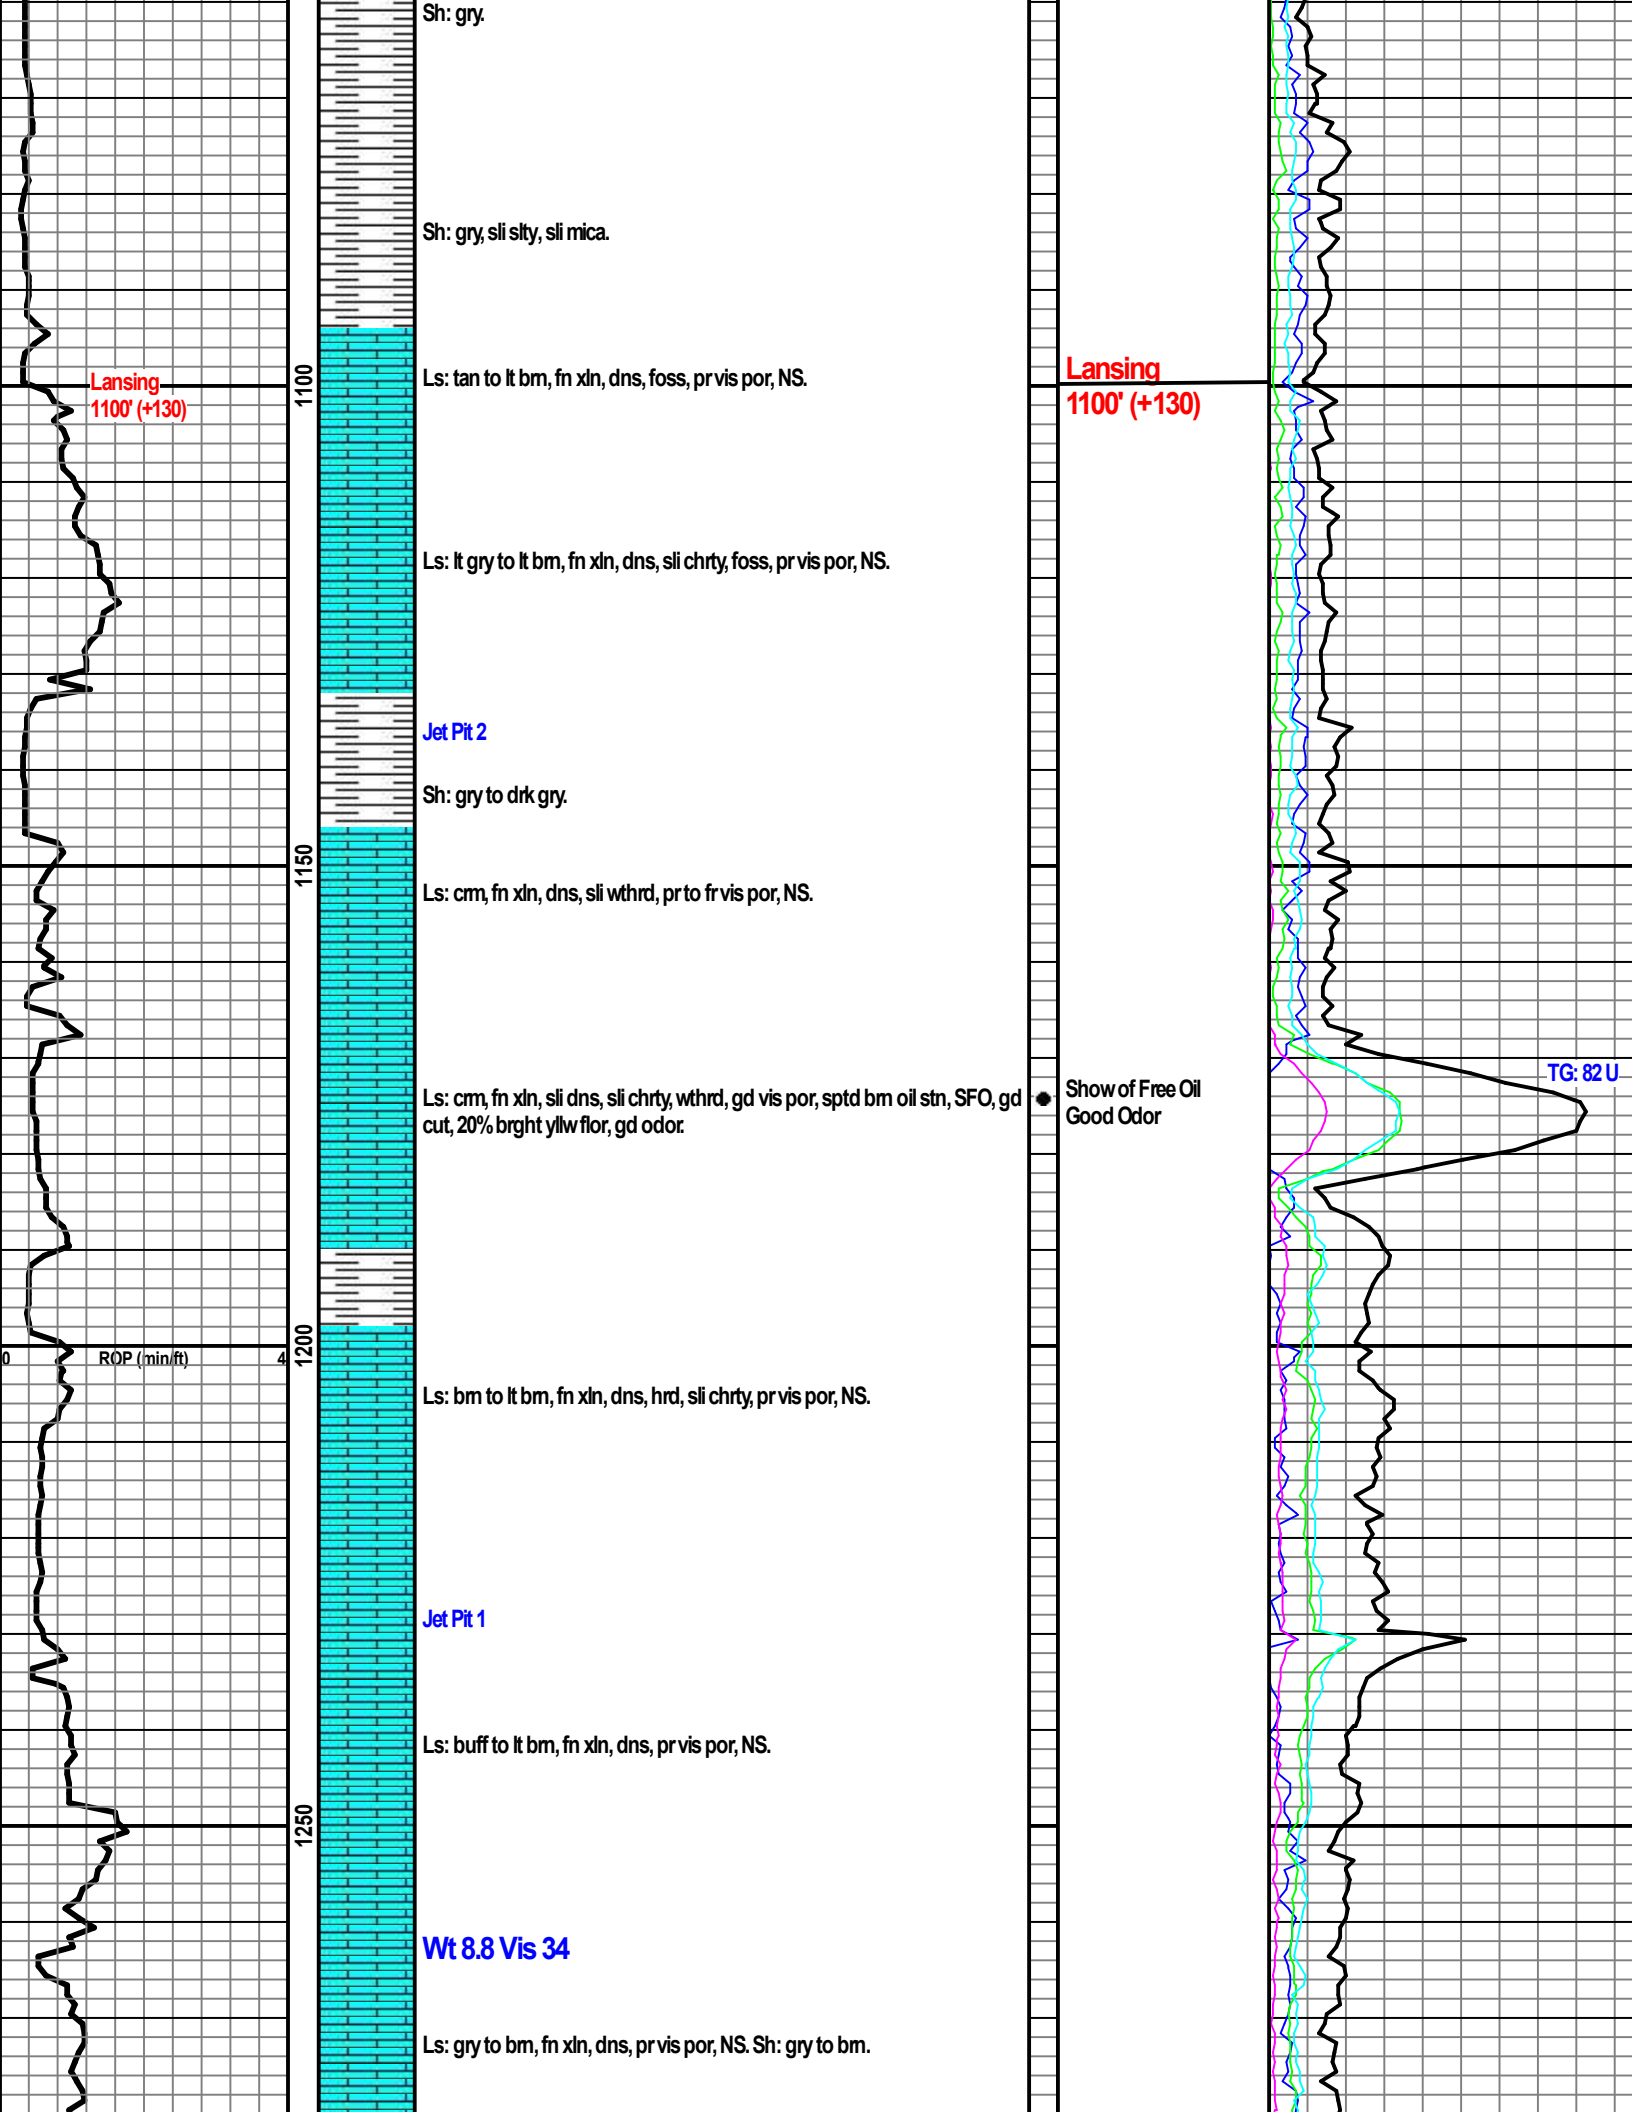 Sh: gry.
Sh: gry, sli slty, sli mica.
Lansing
1100' (+130)
1100
Ls: tan to lt brn, fn xln, dns, foss, pr vis por, NS.
Lansing
1100' (+130)
Ls: lt gry to lt brn, fn xln, dns, sli chrty, foss, pr vis por, NS.
Jet Pit 2
Sh: gry to drk gry.
1150
Ls: crm, fn xln, dns, sli wthrd, pr to fr vis por, NS.
TG: 82 U
Ls: crm, fn xln, sli dns, sli chrty, wthrd, gd vis por, sptd brn oil stn, SFO, gd
cut, 20% brght yllw flor, gd odor.
Show of Free Oil
Good Odor
0 ROP (min/ft) 4
1200
Ls: brn to lt brn, fn xln, dns, hrd, sli chrty, pr vis por, NS.
Jet Pit 1
Ls: buff to lt brn, fn xln, dns, pr vis por, NS.
1250
Wt 8.8 Vis 34
Ls: gry to brn, fn xln, dns, pr vis por, NS. Sh: gry to brn.